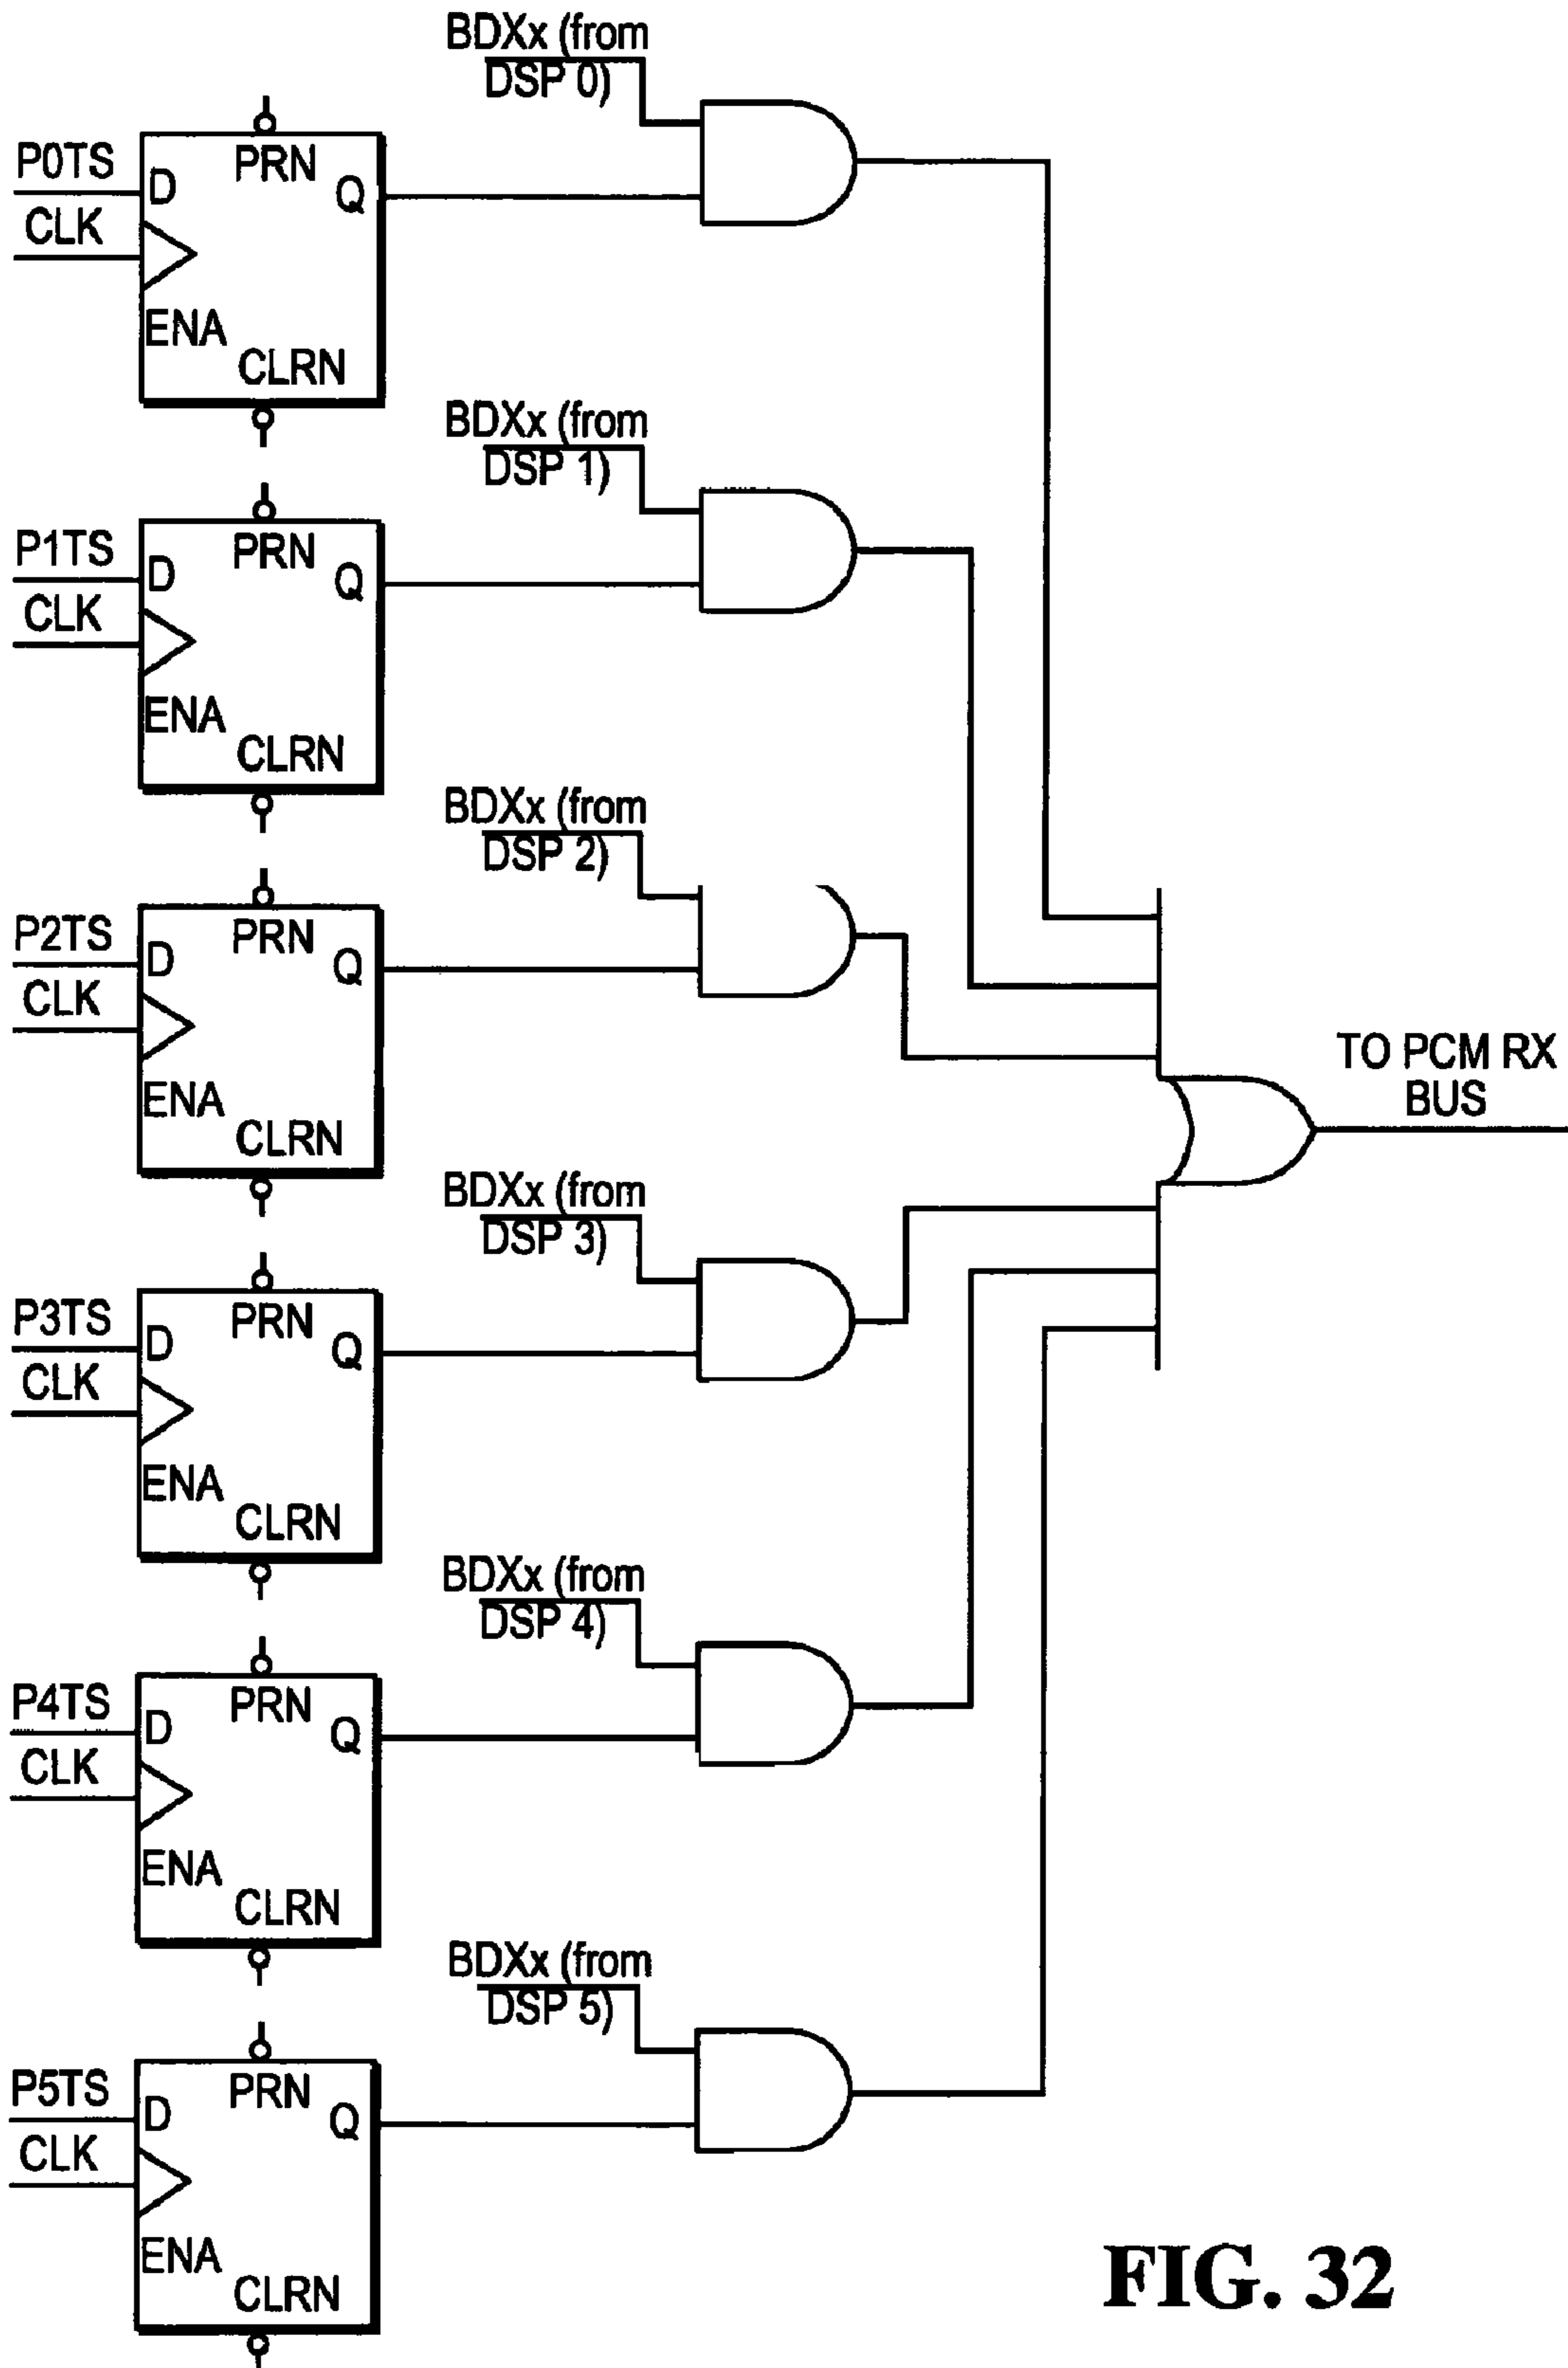 BDXx (from
DSP 0)
P0TS
CLK
D
PRN
Q
ENA
CLRN
BDXx (from
DSP 1)
P1TS
CLK
D
PRN
Q
ENA
CLRN
BDXx (from
DSP 2)
P2TS
CLK
D
PRN
Q
ENA
CLRN
TO PCM RX
BUS
BDXx (from
DSP 3)
P3TS
CLK
D
PRN
Q
ENA
CLRN
BDXx (from
DSP 4)
P4TS
CLK
D
PRN
Q
ENA
CLRN
BDXx (from
DSP 5)
P5TS
CLK
D
PRN
Q
ENA
CLRN
FIG. 32